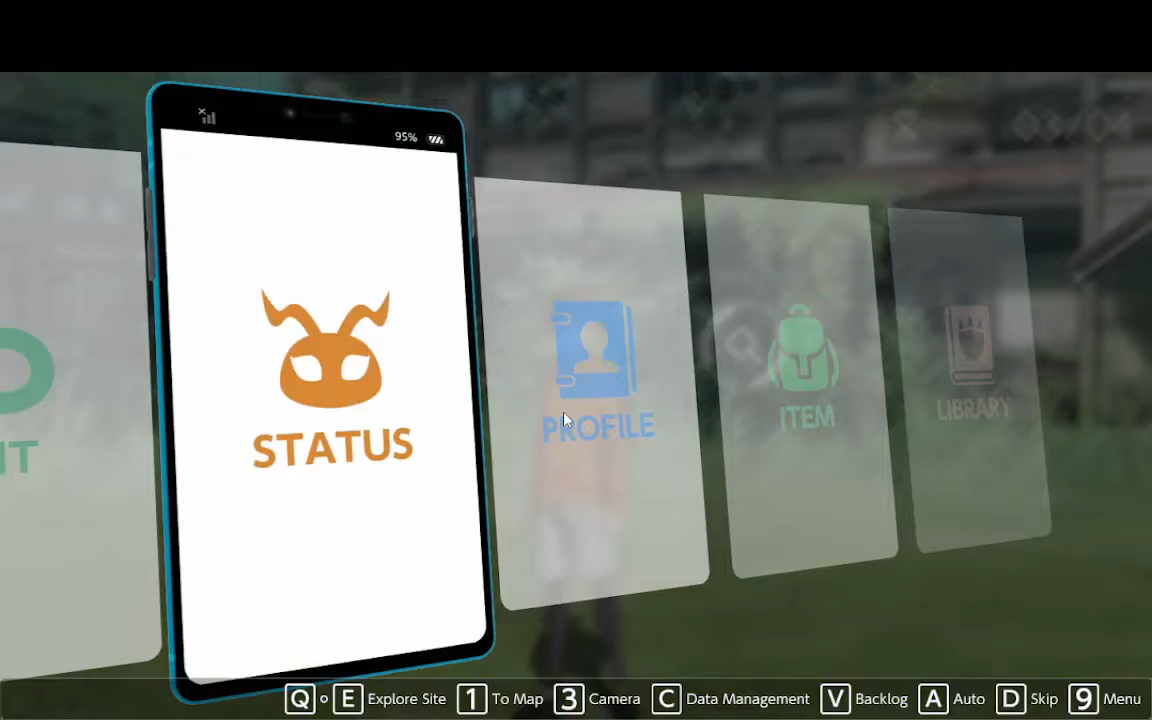 95%
STATUS
PROFILE
ITEM
LIBRARY
IT
Q o E Explore Site 1 To Map 3 Camera C Data Management V Backlog A Auto D Skip 9 Menu